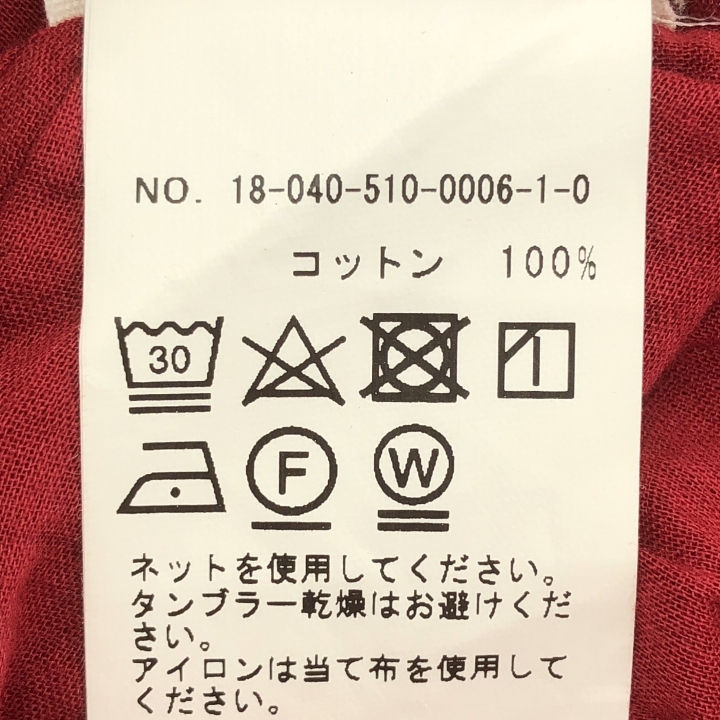 NO. 18-040-510-0006-1-0
コットン 100%
30
F W
ネットを使用してください。
タンブラー乾燥はお避けくだ
さい。
アイロンは当て布を使用して
ください。